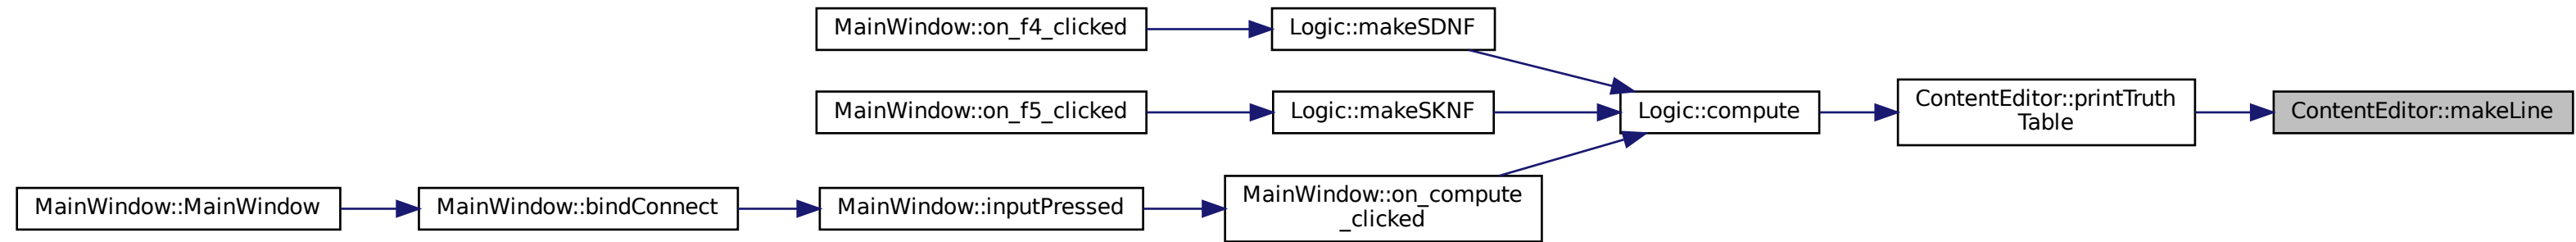 MainWindow::on_f4_clicked
Logic::makeSDNF
MainWindow::on_f5_clicked
Logic::makeSKNF
Logic::compute
ContentEditor::printTruth
Table
ContentEditor::makeLine
MainWindow::MainWindow
MainWindow::bindConnect
MainWindow::inputPressed
MainWindow::on_compute
_clicked